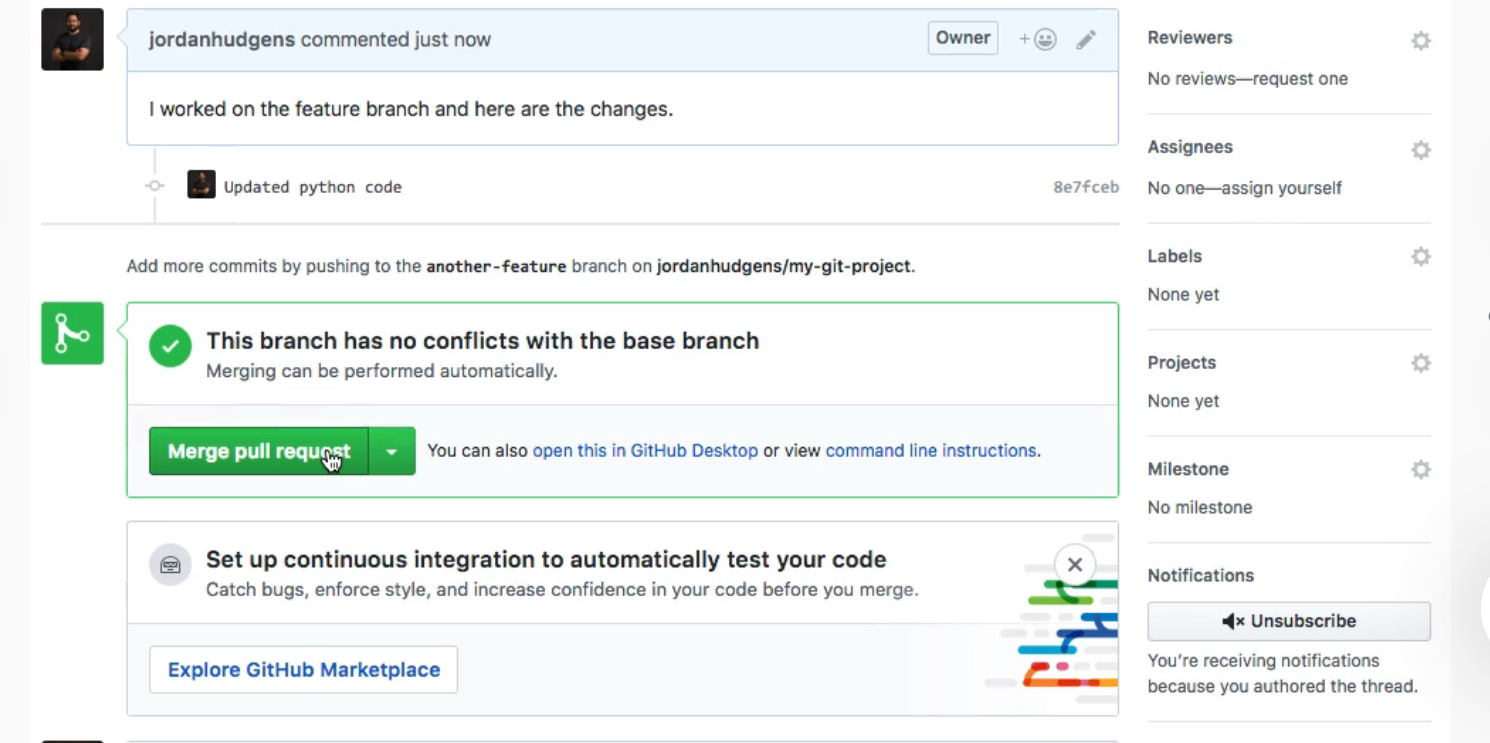 jordanhudgens commented just now
Owner
I worked on the feature branch and here are the changes.
Updated python code
8e7fceb
Add more commits by pushing to the another-feature branch on jordanhudgens/my-git-project.
This branch has no conflicts with the base branch
Merging can be performed automatically.
Merge pull request
You can also open this in GitHub Desktop or view command line instructions.
Set up continuous integration to automatically test your code
Catch bugs, enforce style, and increase confidence in your code before you merge.
Explore GitHub Marketplace
Reviewers
No reviews—request one
Assignees
No one—assign yourself
Labels
None yet
Projects
None yet
Milestone
No milestone
Notifications
Unsubscribe
You’re receiving notifications
because you authored the thread.